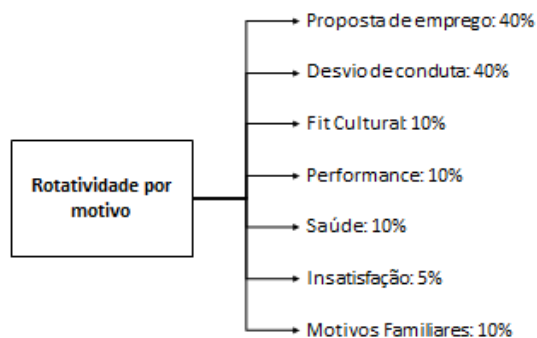 Proposta de emprego: 40%
Desvio de conduta: 40%
Fit Cultural: 10%
Performance: 10%
Rotatividade por
motivo
Saúde: 10%
Insatisfação: 5%
Motivos Familiares: 10%